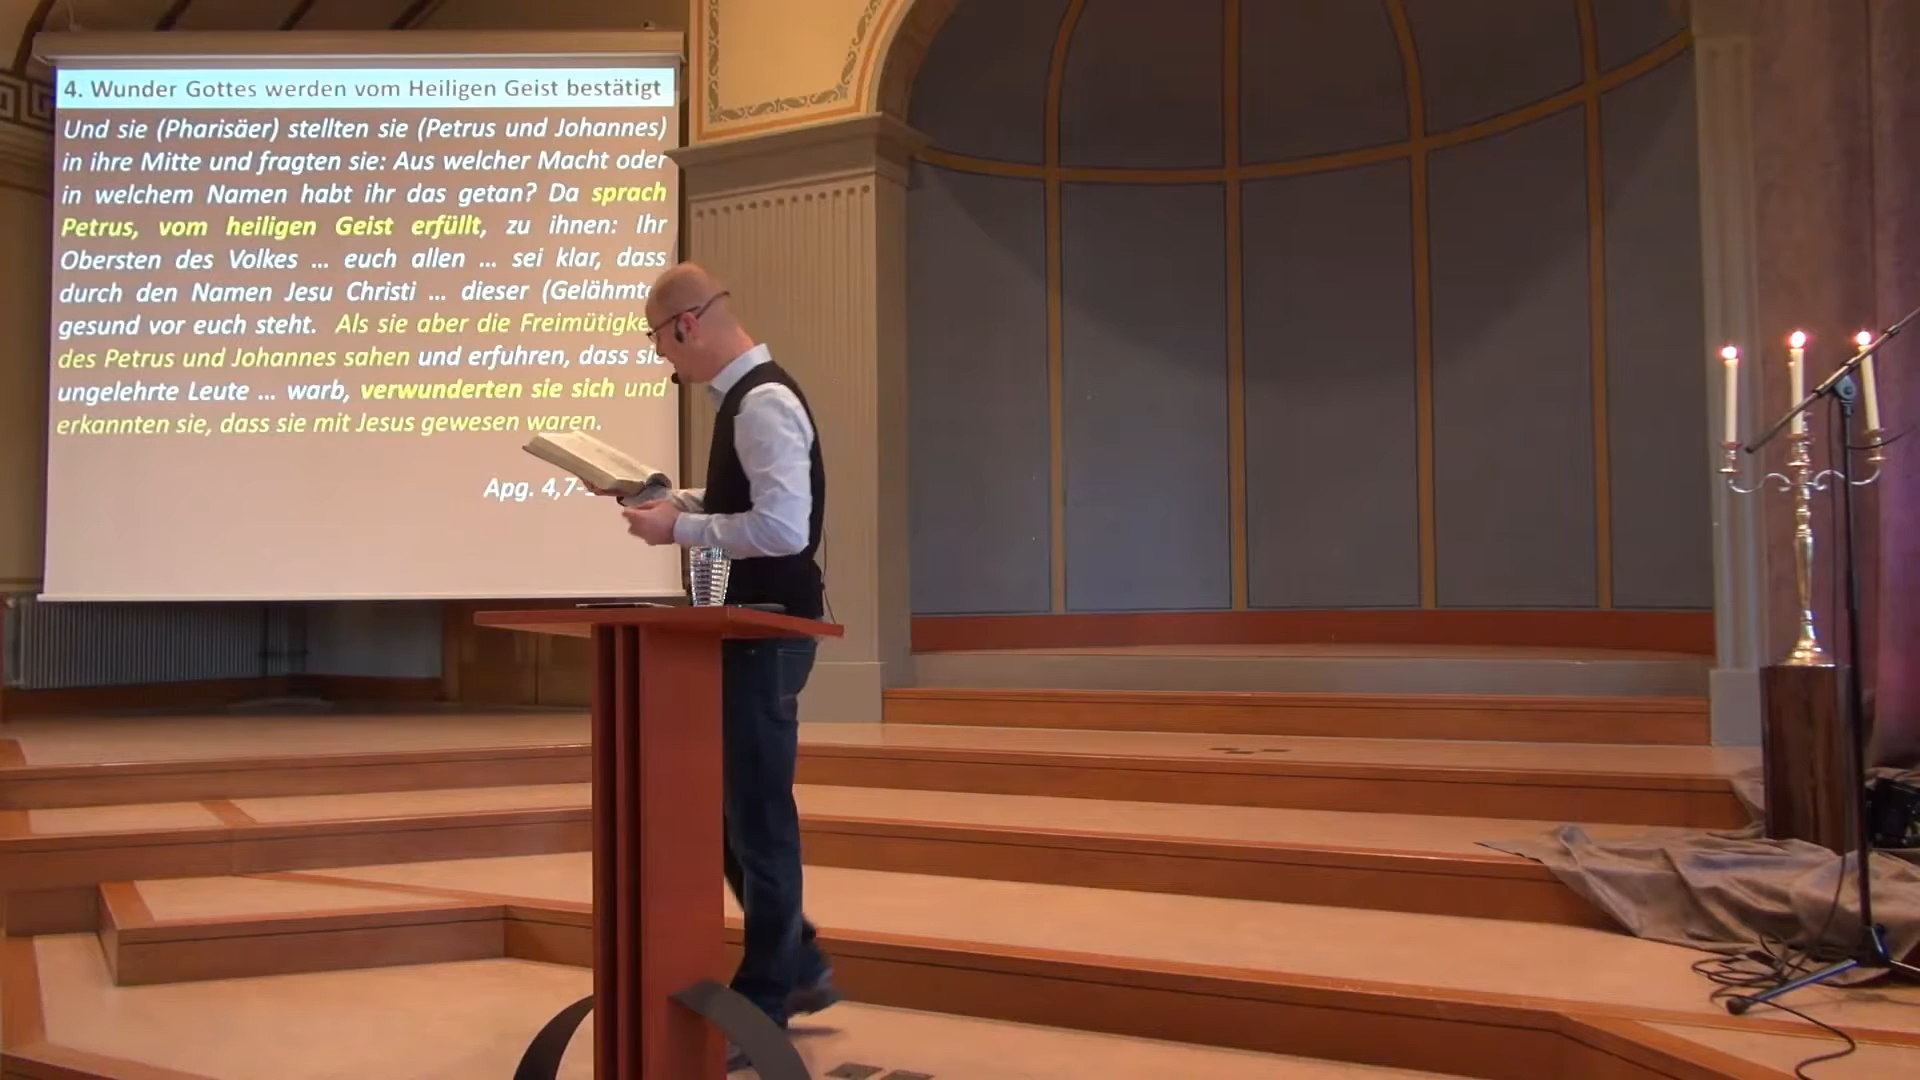 4. Wunder Gottes werden vom Heiligen Geist bestätigt
Und sie (Pharisäer) stellten sie (Petrus und Johannes)
in ihre Mitte und fragten sie: Aus welcher Macht oder
in welchem Namen habt ihr das getan? Da sprach
Petrus, vom heiligen Geist erfüllt, zu ihnen: Ihr
Obersten des Volkes ... euch allen ... sei klar, dass
durch den Namen Jesu Christi ... dieser
gesund vor euch steht. Als sie aber die
des Petrus und Johannes sahen und erfuhren, dass sie
ungelehrte Leute ... warb, verwunderten sie sich und
erkannten sie, dass sie mit Jesus gewesen waren.
Apg. 4,7-